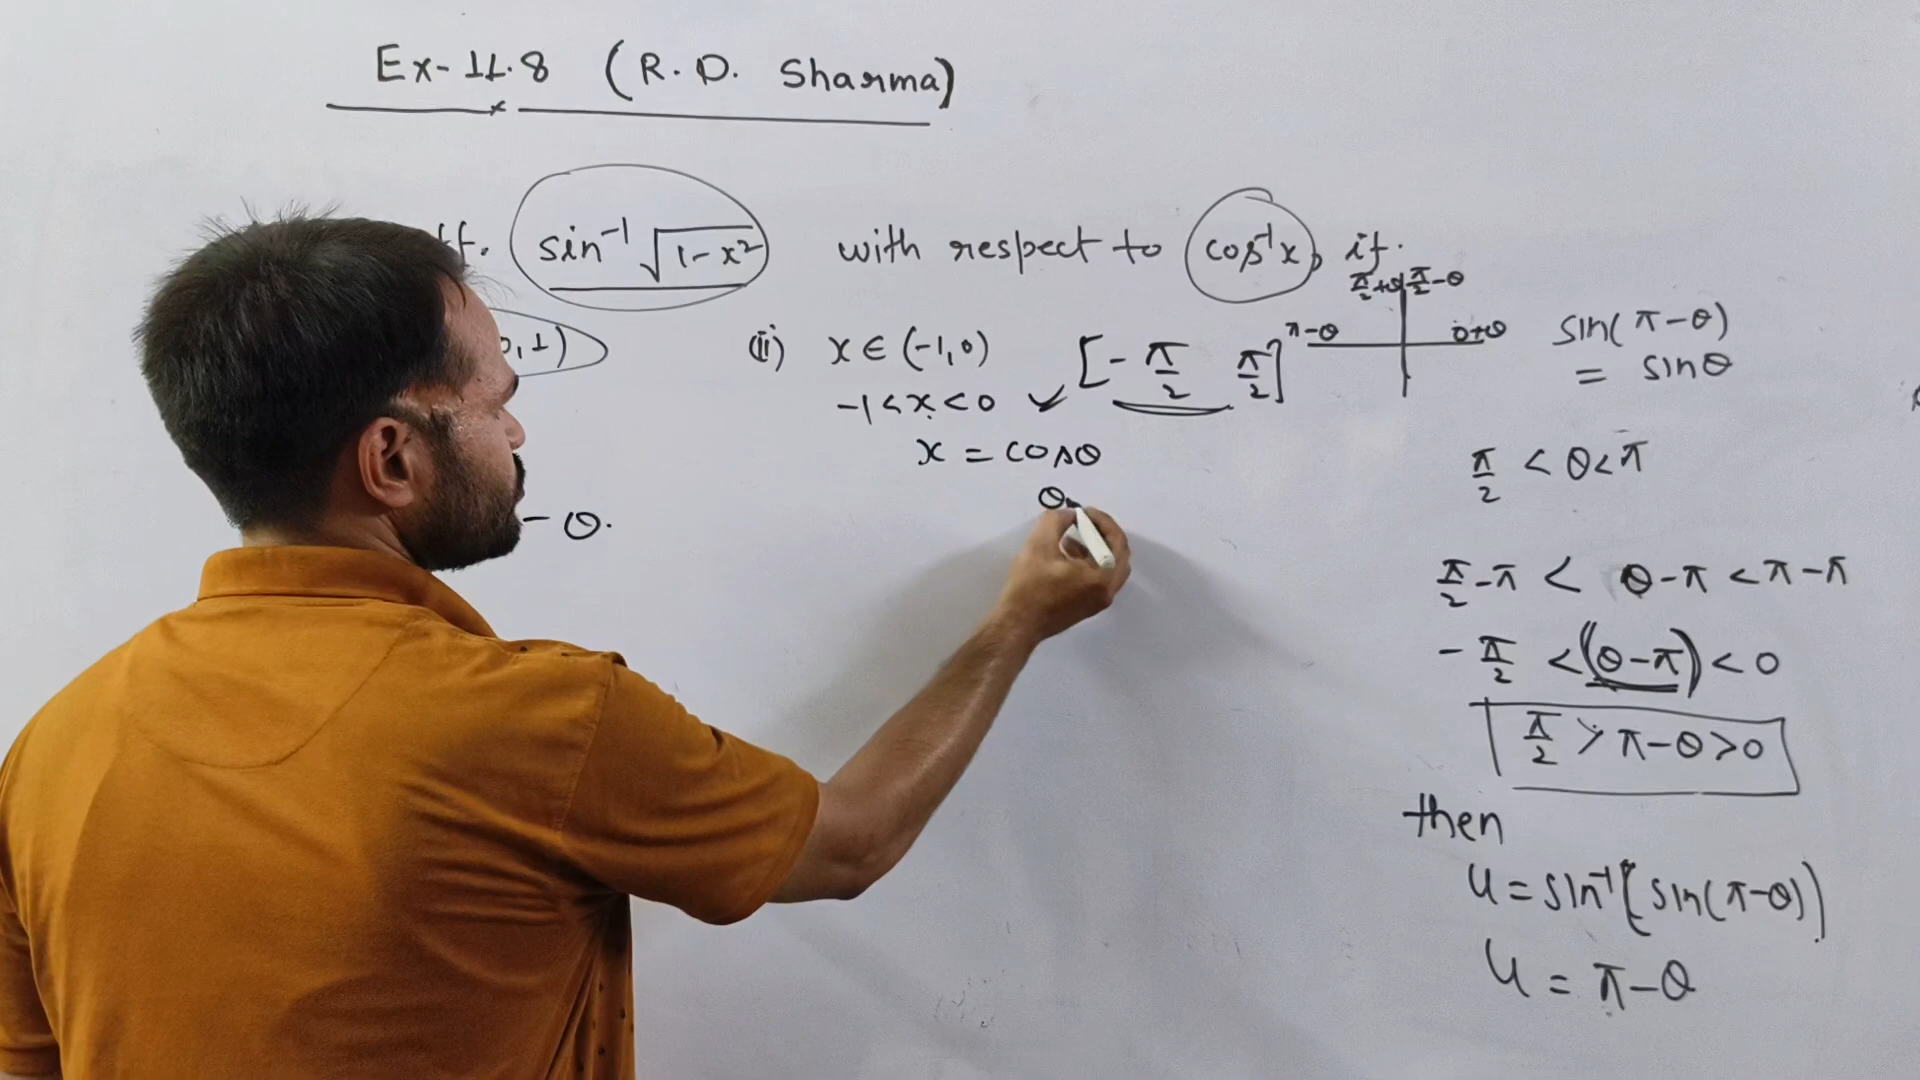 Ex-11.8 (R.D. Sharma)
sin⁻¹ √1-x² with respect to cos⁻¹x, if.
,1) (ii) x ∈ (-1,0) [-π/2 π/2]
π/2+θ π/2-θ
π-θ 0+θ
sin(π-θ)
= sinθ
-1<x<0 ✓
x = cosθ
θ
- θ.
π/2 < θ<π
π/2-π < θ-π <π-π
-π/2 <(θ-π)<0
π/2 > π-θ>0
then
u=sin⁻¹[sin(π-θ)]
u = π-θ